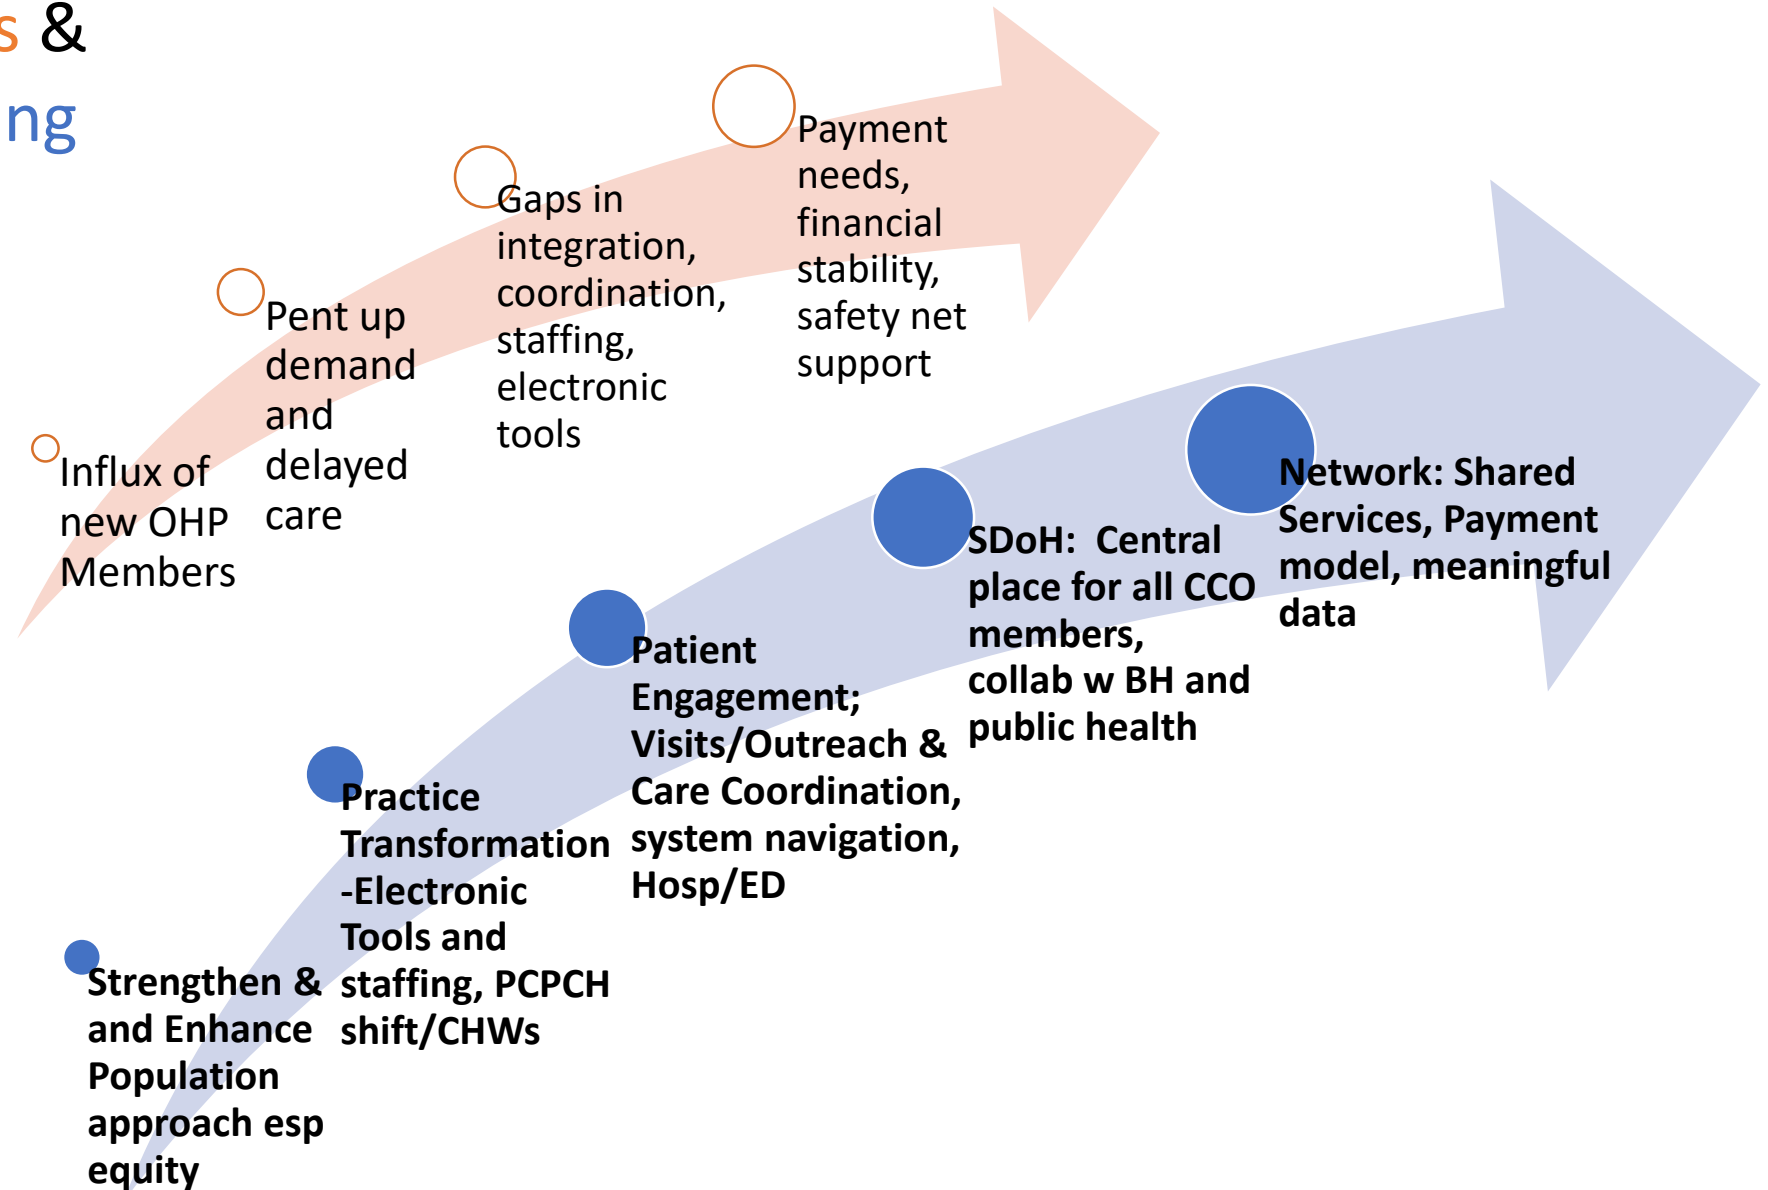 s &
ng
Influx of
new OHP
Members
Pent up
demand
and
delayed
care
Gaps in
integration,
coordination,
staffing,
electronic
tools
Payment
needs,
financial
stability,
safety net
support
Strengthen &
and Enhance
Population
approach esp
equity
Practice
Transformation
-Electronic
Tools and
staffing, PCPCH
shift/CHWs
Patient
Engagement;
Visits/Outreach &
Care Coordination,
system navigation,
Hosp/ED
SDoH:  Central
place for all CCO
members,
collab w BH and
public health
Network: Shared
Services, Payment
model, meaningful
data